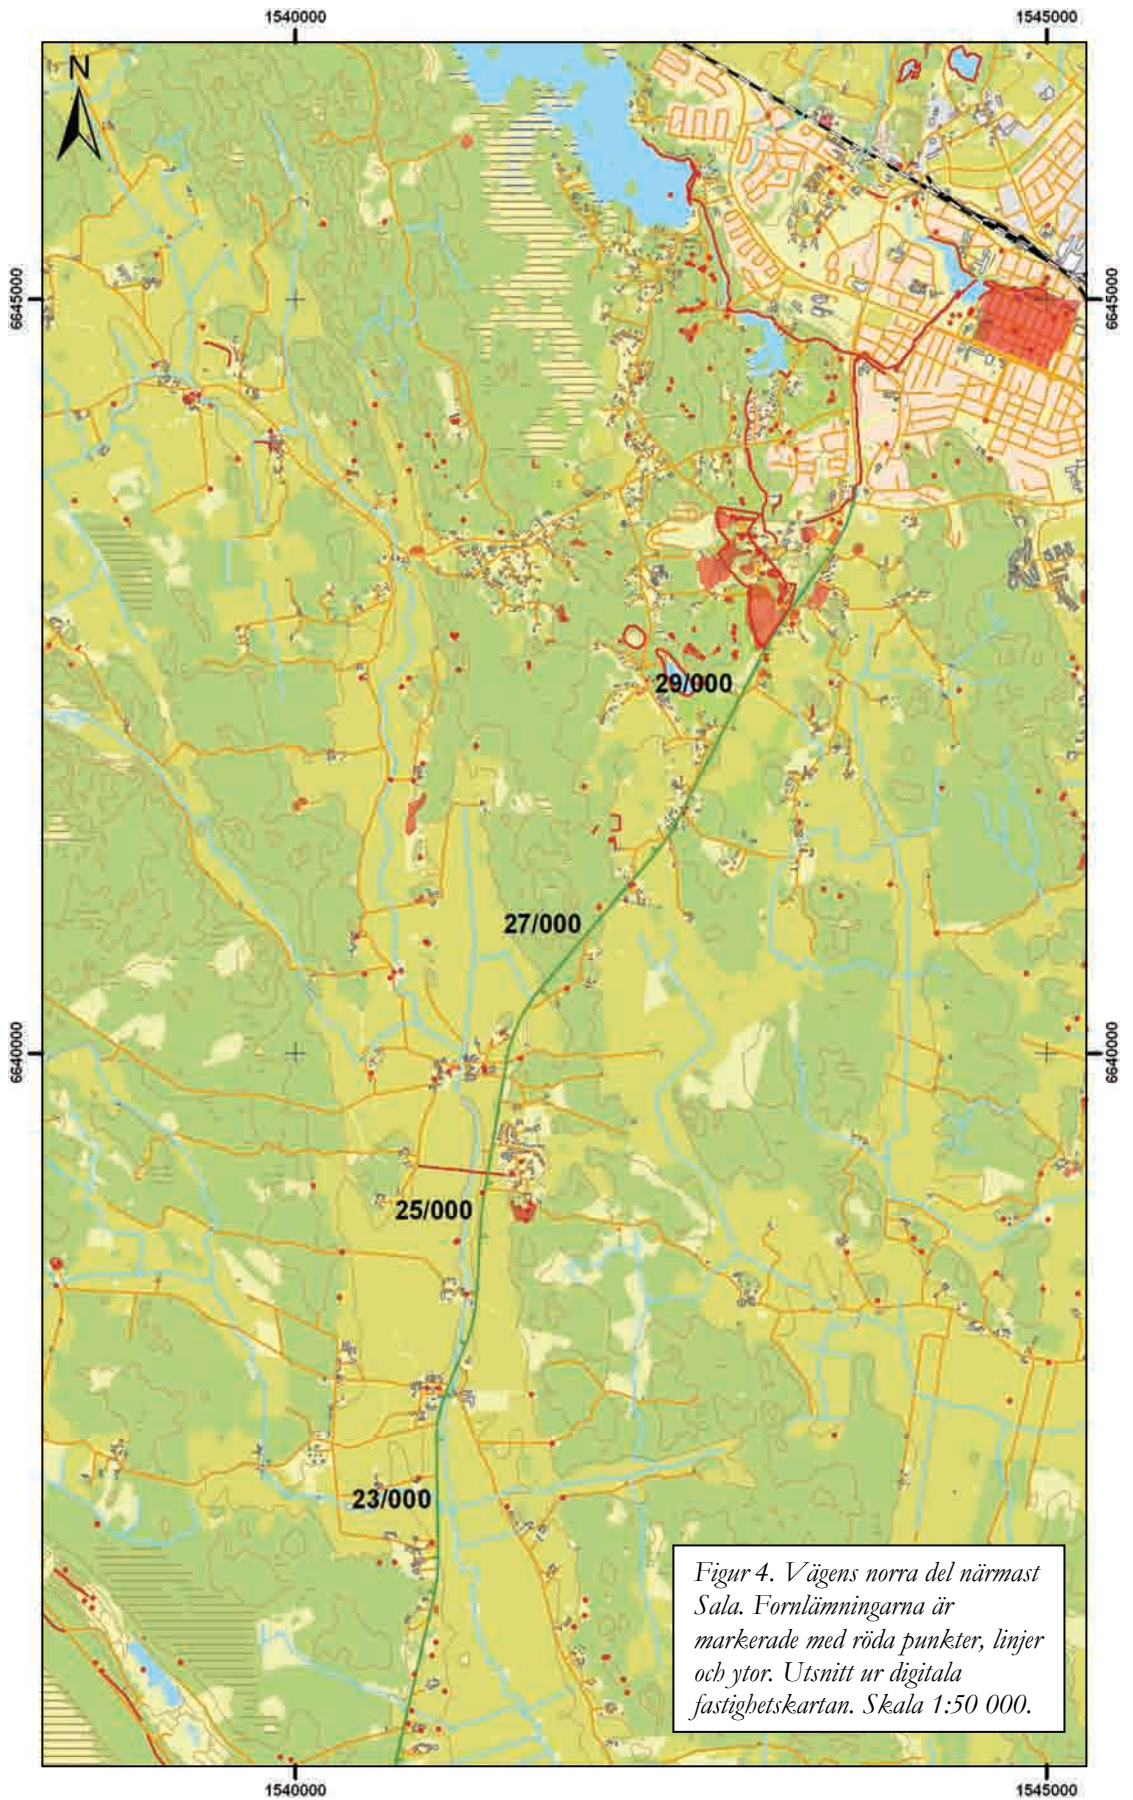 1540000
1545000
N
6645000
6645000
29/000
27/000
6640000
6640000
25/000
23/000
Figur 4. Vägens norra del närmast
Sala. Fornlämningarna är
markerade med röda punkter, linjer
och ytor. Utsnitt ur digitala
fastighetskartan. Skala 1:50 000.
1540000
1545000